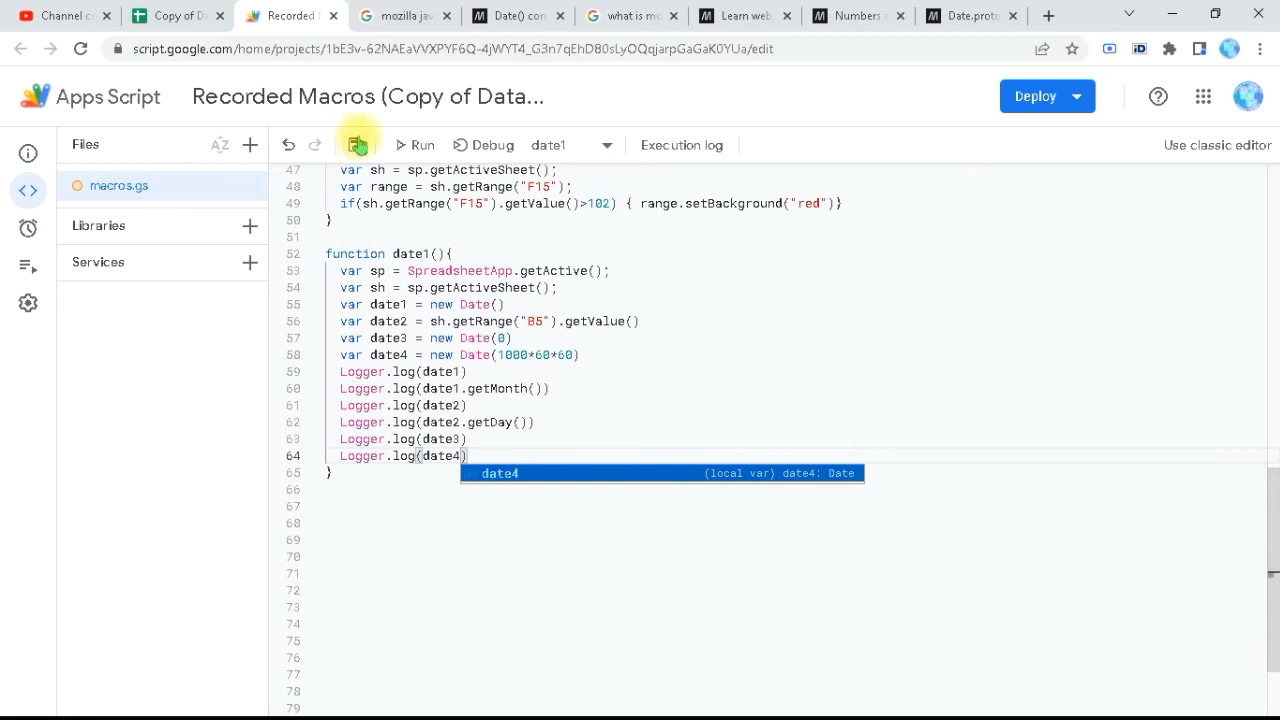 Channel c
Copy of Da
Recorded
mozilla jav
Date() con
what is md
Learn web
Numbers a
Date.proto
script.google.com/home/projects/1bE3v-62NAEaVVXPYF6Q-4jWYT4_G3n7qEhD80sLyOQqjarpGaGaK0YUa/edit
Apps Script
Recorded Macros (Copy of Data...
Deploy
Files
AZ
Run
Debug
date1
Execution log
Use classic editor
macros.gs
Libraries
Services
47 var sh = sp.getActiveSheet();
48 var range = sh.getRange("F15");
49 if(sh.getRange("F15").getValue()>102) { range.setBackground("red")}
50 }
51
52 function date1(){
53 var sp = SpreadsheetApp.getActive();
54 var sh = sp.getActiveSheet();
55 var date1 = new Date()
56 var date2 = sh.getRange("B5").getValue()
57 var date3 = new Date(0)
58 var date4 = new Date(1000*60*60)
59 Logger.log(date1)
60 Logger.log(date1.getMonth())
61 Logger.log(date2)
62 Logger.log(date2.getDay())
63 Logger.log(date3)
64 Logger.log(date4)
65 }
date4 (local var) date4: Date
66
67
68
69
70
71
72
73
74
75
76
77
78
79